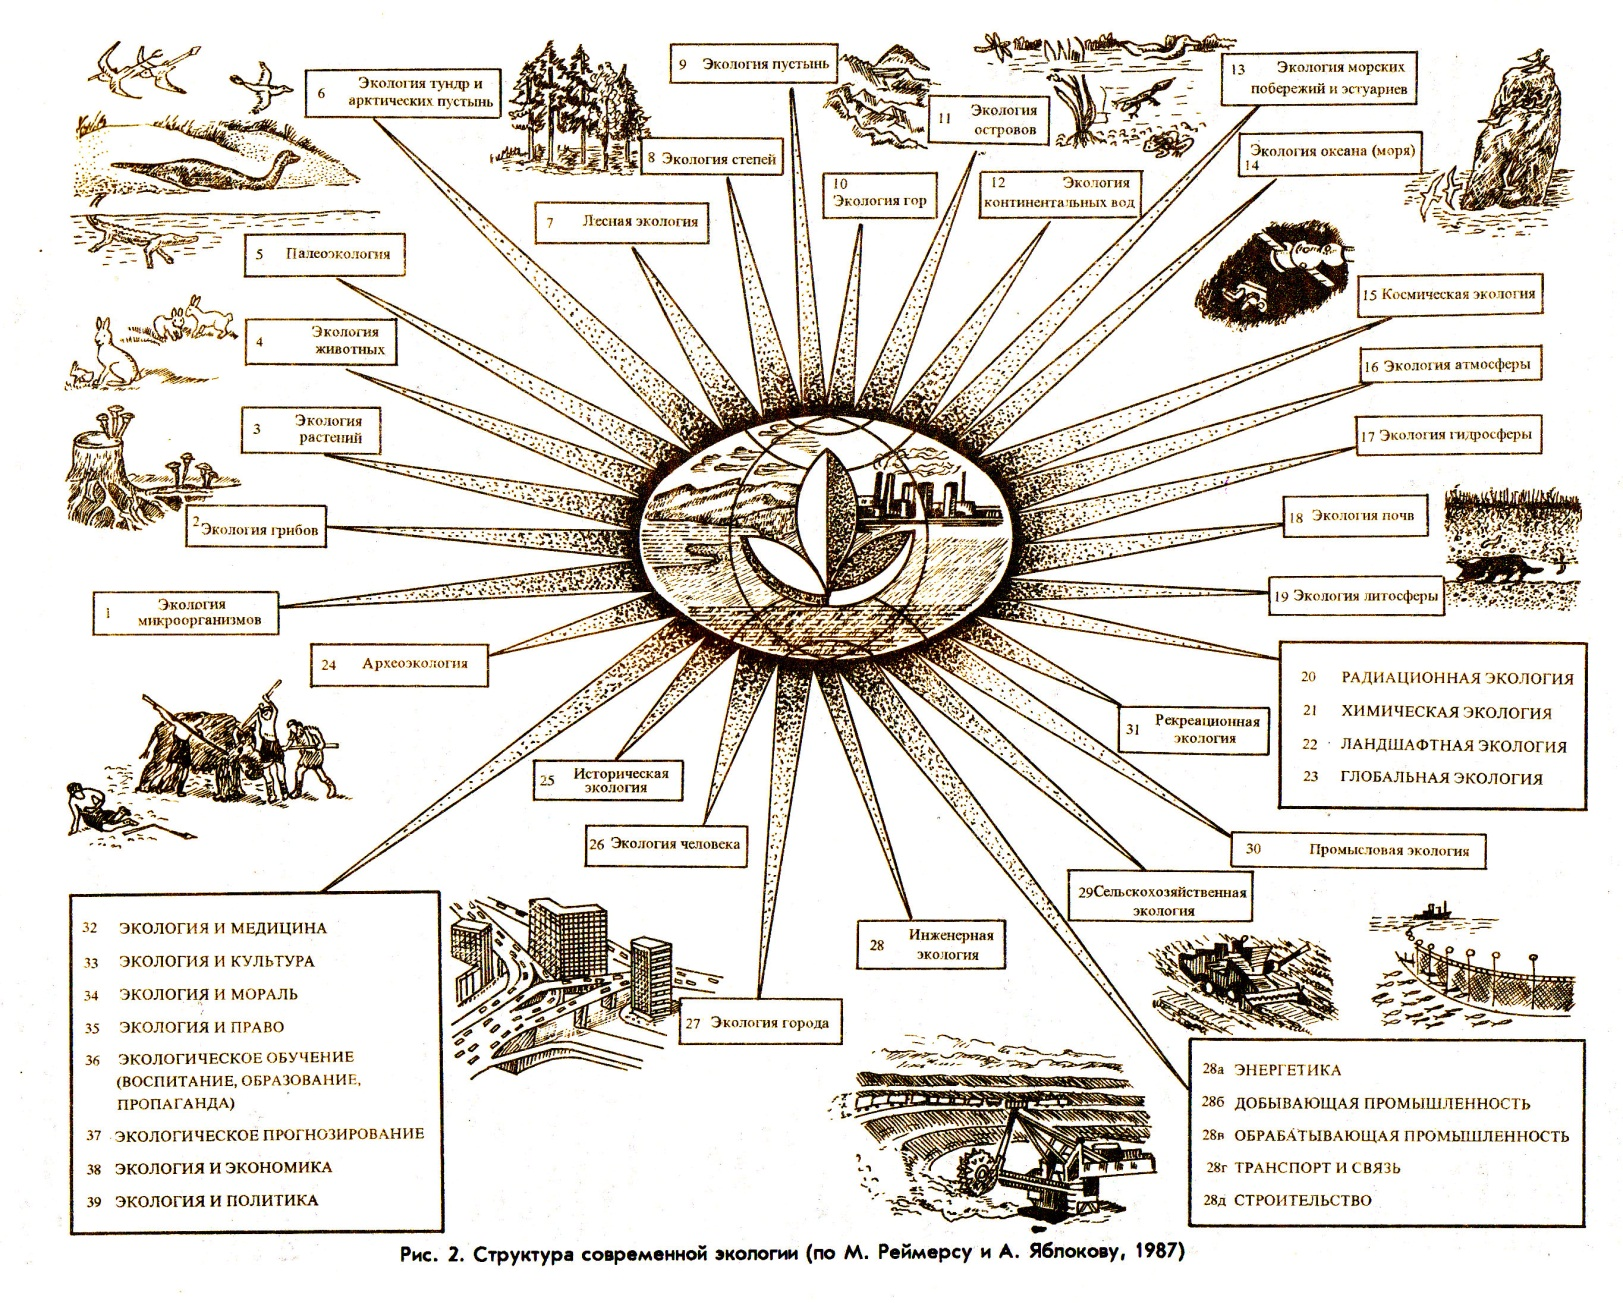 6 Экология тундр и
арктических пустынь
9 Экология пустынь
13 Экология морских
побережий и эстуариев
11 Экология
островов
8 Экология степей
14 Экология океана (моря)
10
Экология гор
12 Экология
континентальных вод
7 Лесная экология
5 Палеоэкология
15 Космическая экология
4 Экология
животных
16 Экология атмосферы
3 Экология
растений
17 Экология гидросферы
2 Экология грибов
18 Экология почв
1 Экология
микроорганизмов
19 Экология литосферы
24 Археоэкология
20 РАДИАЦИОННАЯ ЭКОЛОГИЯ
21 ХИМИЧЕСКАЯ ЭКОЛОГИЯ
22 ЛАНДШАФТНАЯ ЭКОЛОГИЯ
23 ГЛОБАЛЬНАЯ ЭКОЛОГИЯ
31 Рекреационная
экология
25 Историческая
экология
26 Экология человека
30 Промысловая экология
29 Сельскохозяйственная
экология
28 Инженерная
экология
27 Экология города
32 ЭКОЛОГИЯ И МЕДИЦИНА
33 ЭКОЛОГИЯ И КУЛЬТУРА
34 ЭКОЛОГИЯ И МОРАЛЬ
35 ЭКОЛОГИЯ И ПРАВО
36 ЭКОЛОГИЧЕСКОЕ ОБУЧЕНИЕ
(ВОСПИТАНИЕ, ОБРАЗОВАНИЕ,
ПРОПАГАНДА)
37 ЭКОЛОГИЧЕСКОЕ ПРОГНОЗИРОВАНИЕ
38 ЭКОЛОГИЯ И ЭКОНОМИКА
39 ЭКОЛОГИЯ И ПОЛИТИКА
28а ЭНЕРГЕТИКА
28б ДОБЫВАЮЩАЯ ПРОМЫШЛЕННОСТЬ
28в ОБРАБАТЫВАЮЩАЯ ПРОМЫШЛЕННОСТЬ
28г ТРАНСПОРТ И СВЯЗЬ
28д СТРОИТЕЛЬСТВО
Рис. 2. Структура современной экологии (по М. Реймерсу и А. Яблокову, 1987)